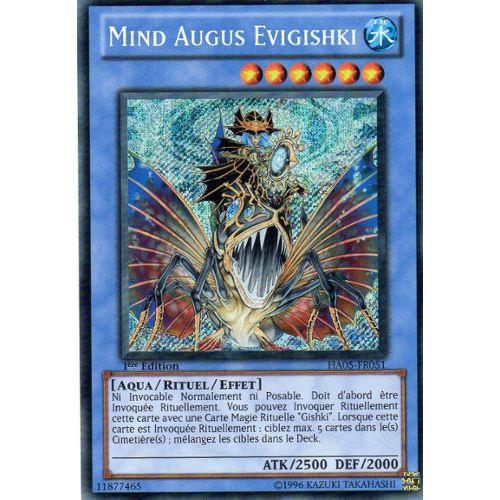 MIND AUGUS EVIGISHKI
水
1ère Edition
HA05-FR051
[AQUA/RITUEL/EFFET]
Ni Invocable Normalement ni Posable. Doit d'abord être
Invoquée Rituellement. Vous pouvez Invoquer Rituellement
cette carte avec une Carte Magie Rituelle "Gishki". Lorsque cette
carte est Invoquée Rituellement : ciblez max. 5 cartes dans le(s)
Cimetière(s) ; mélangez les cibles dans le Deck.
ATK/2500 DEF/2000
11877465
©1996 KAZUKI TAKAHASHI